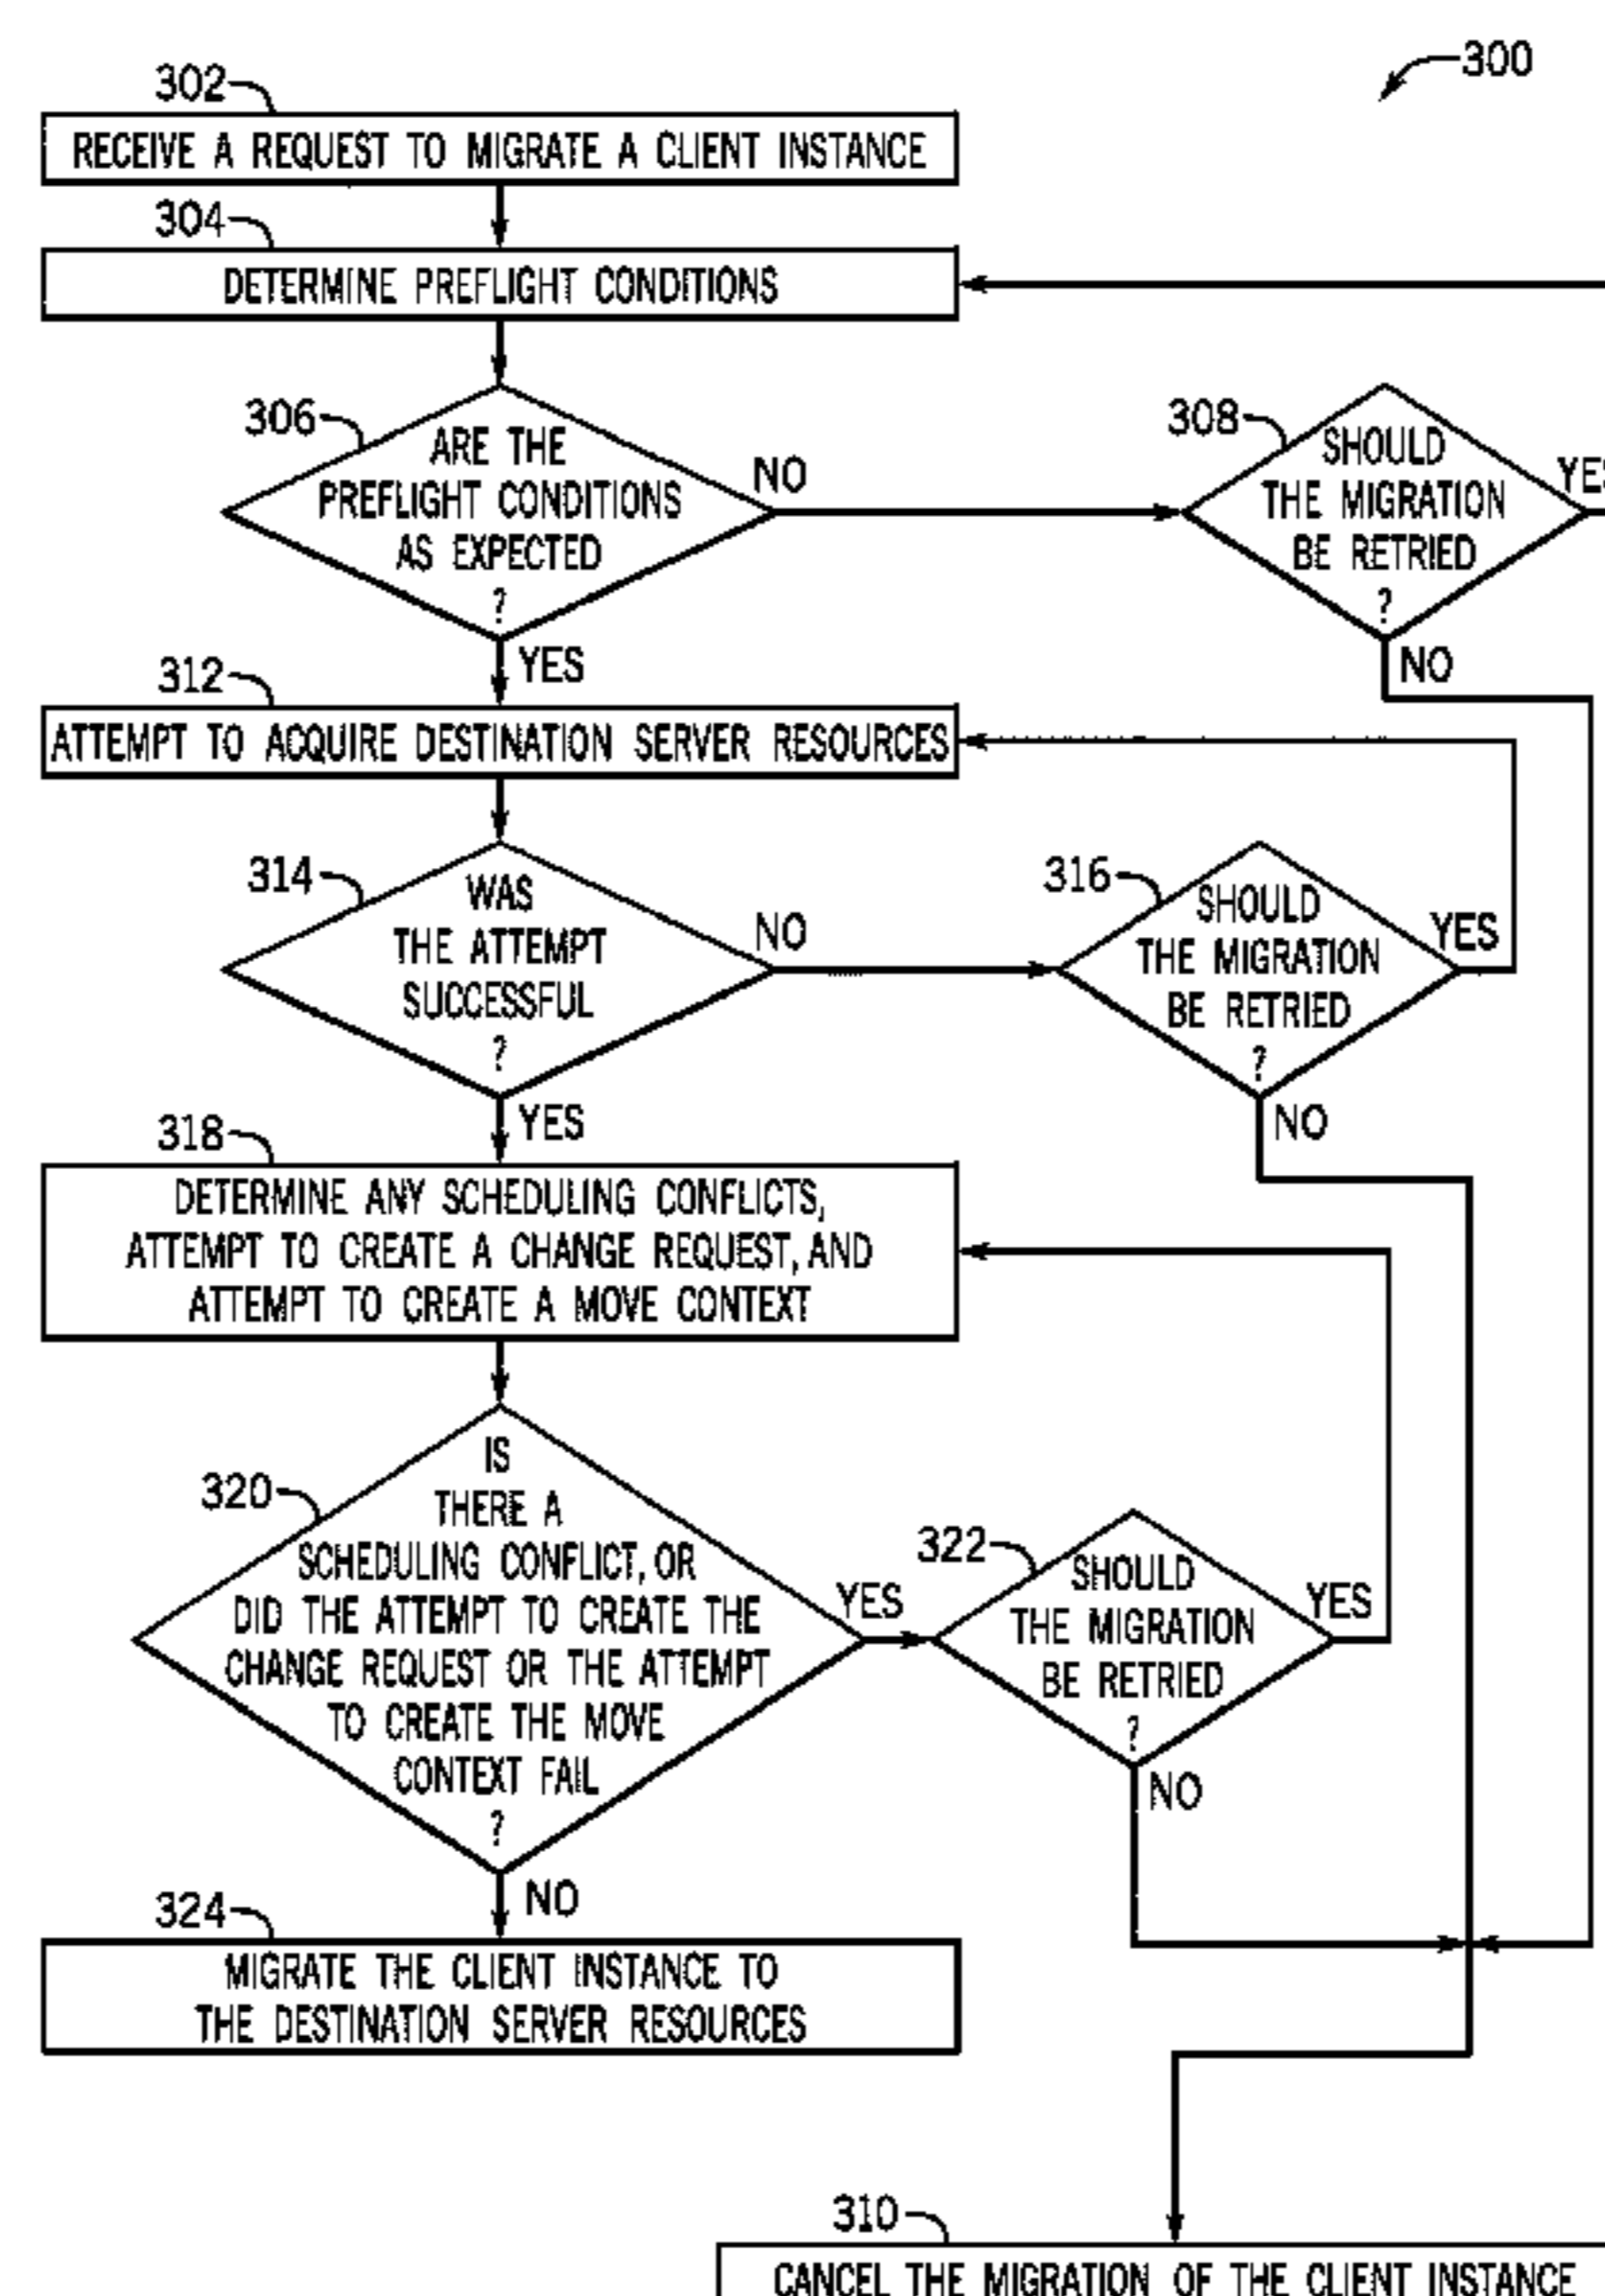 300
302
RECEIVE A REQUEST TO MIGRATE A CLIENT INSTANCE
304
DETERMINE PREFLIGHT CONDITIONS
306
ARE THE
PREFLIGHT CONDITIONS
AS EXPECTED
?
NO
308
SHOULD
THE MIGRATION
BE RETRIED
?
YES
NO
YES
312
ATTEMPT TO ACQUIRE DESTINATION SERVER RESOURCES
314
WAS
THE ATTEMPT
SUCCESSFUL
?
NO
316
SHOULD
THE MIGRATION
BE RETRIED
?
YES
NO
YES
318
DETERMINE ANY SCHEDULING CONFLICTS,
ATTEMPT TO CREATE A CHANGE REQUEST, AND
ATTEMPT TO CREATE A MOVE CONTEXT
320
IS
THERE A
SCHEDULING CONFLICT, OR
DID THE ATTEMPT TO CREATE THE
CHANGE REQUEST OR THE ATTEMPT
TO CREATE THE MOVE
CONTEXT FAIL
?
YES
322
SHOULD
THE MIGRATION
BE RETRIED
?
YES
NO
NO
324
MIGRATE THE CLIENT INSTANCE TO
THE DESTINATION SERVER RESOURCES
310
CANCEL THE MIGRATION OF THE CLIENT INSTANCE